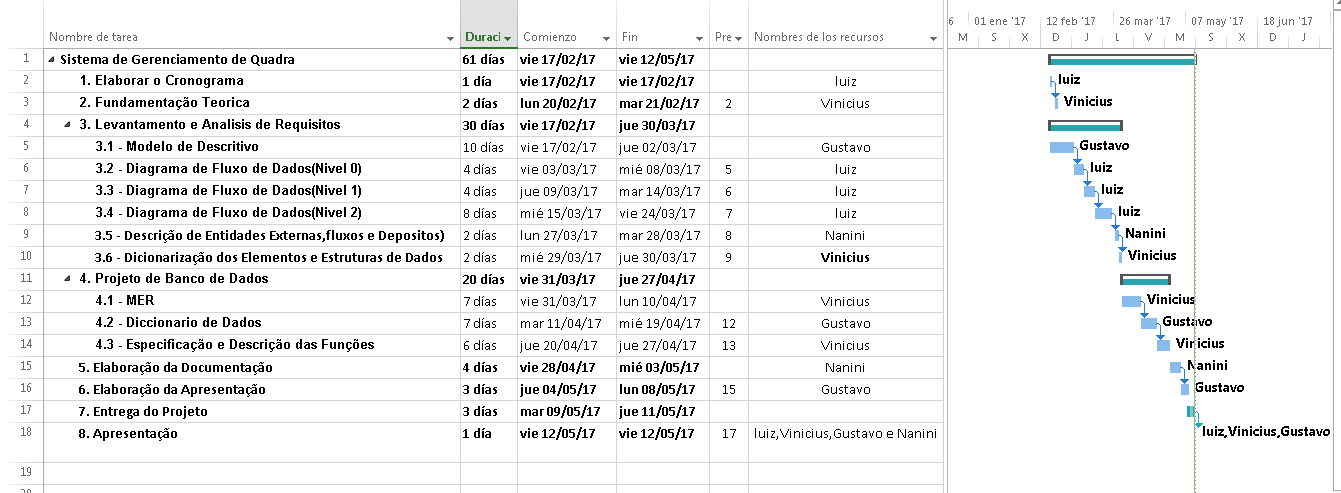 6 01 ene '17 12 feb '17 26 mar '17 07 may '17 18 jun '17
Nombre de tarea Duraci Comienzo Fin Pre Nombres de los recursos M S X D J L V M S X D J
1 Sistema de Gerenciamento de Quadra 61 días vie 17/02/17 vie 12/05/17
2 1. Elaborar o Cronograma 1 día vie 17/02/17 vie 17/02/17 luiz luiz
3 2. Fundamentação Teorica 2 días lun 20/02/17 mar 21/02/17 2 Vinicius Vinicius
4 3. Levantamento e Analisis de Requisitos 30 días vie 17/02/17 jue 30/03/17
5 3.1 - Modelo de Descritivo 10 días vie 17/02/17 jue 02/03/17 Gustavo Gustavo
6 3.2 - Diagrama de Fluxo de Dados(Nivel 0) 4 días vie 03/03/17 mié 08/03/17 5 luiz luiz
7 3.3 - Diagrama de Fluxo de Dados(Nivel 1) 4 días jue 09/03/17 mar 14/03/17 6 luiz luiz
8 3.4 - Diagrama de Fluxo de Dados(Nivel 2) 8 días mié 15/03/17 vie 24/03/17 7 luiz luiz
9 3.5 - Descrição de Entidades Externas,fluxos e Depositos) 2 días lun 27/03/17 mar 28/03/17 8 Nanini Nanini
10 3.6 - Dicionarização dos Elementos e Estruturas de Dados 2 días mié 29/03/17 jue 30/03/17 9 Vinicius Vinicius
11 4. Projeto de Banco de Dados 20 días vie 31/03/17 jue 27/04/17
12 4.1 - MER 7 días vie 31/03/17 lun 10/04/17 Vinicius Vinicius
13 4.2 - Diccionario de Dados 7 días mar 11/04/17 mié 19/04/17 12 Gustavo Gustavo
14 4.3 - Especificação e Descrição das Funções 6 días jue 20/04/17 jue 27/04/17 13 Vinicius Vinicius
15 5. Elaboração da Documentação 4 días vie 28/04/17 mié 03/05/17 Nanini Nanini
16 6. Elaboração da Apresentação 3 días jue 04/05/17 lun 08/05/17 15 Gustavo Gustavo
17 7. Entrega do Projeto 3 días mar 09/05/17 jue 11/05/17
18 8. Apresentação 1 día vie 12/05/17 vie 12/05/17 17 luiz,Vinicius,Gustavo e Nanini luiz,Vinicius,Gustavo
19